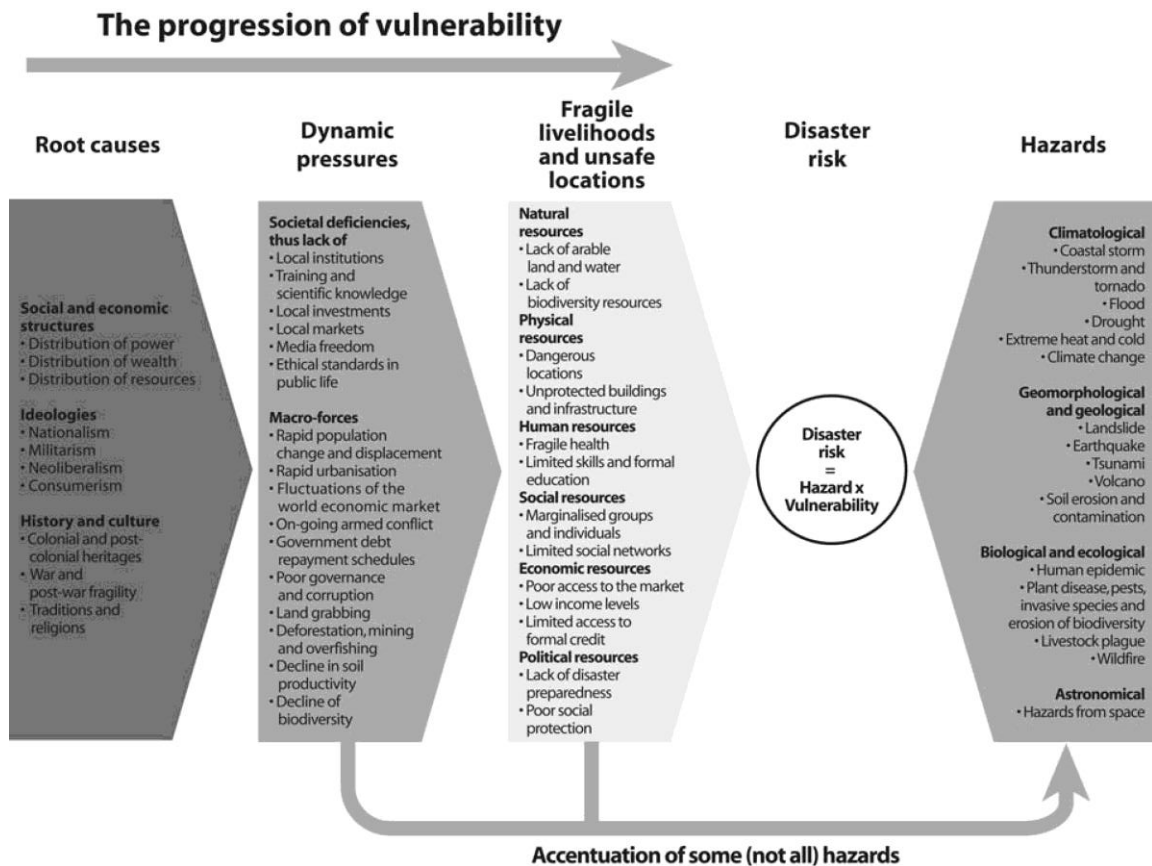 The progression of vulnerability
Root causes
Social and economic
structures
• Distribution of power
• Distribution of wealth
• Distribution of resources
Ideologies
• Nationalism
• Militarism
• Neoliberalism
• Consumerism
History and culture
• Colonial and post-
colonial heritages
• War and
post-war fragility
• Traditions and
religions
Dynamic
pressures
Societal deficiencies,
thus lack of
• Local institutions
• Training and
scientific knowledge
• Local investments
• Local markets
• Media freedom
• Ethical standards in
public life
Macro-forces
• Rapid population
change and displacement
• Rapid urbanisation
• Fluctuations of the
world economic market
• On-going armed conflict
• Government debt
repayment schedules
• Poor governance
and corruption
• Land grabbing
• Deforestation, mining
and overfishing
• Decline in soil
productivity
• Decline of
biodiversity
Fragile
livelihoods
and unsafe
locations
Natural
resources
• Lack of arable
land and water
• Lack of
biodiversity resources
Physical
resources
• Dangerous
locations
• Unprotected buildings
and infrastructure
Human resources
• Fragile health
• Limited skills and formal
education
Social resources
• Marginalised groups
and individuals
• Limited social networks
Economic resources
• Poor access to the market
• Low income levels
• Limited access to
formal credit
Political resources
• Lack of disaster
preparedness
• Poor social
protection
Disaster
risk
Disaster
risk
=
Hazard x
Vulnerability
Hazards
Climatological
• Coastal storm
• Thunderstorm and
tornado
• Flood
• Drought
• Extreme heat and cold
• Climate change
Geomorphological
and geological
• Landslide
• Earthquake
• Tsunami
• Volcano
• Soil erosion and
contamination
Biological and ecological
• Human epidemic
• Plant disease, pests,
invasive species and
erosion of biodiversity
• Livestock plague
• Wildfire
Astronomical
• Hazards from space
Accentuation of some (not all) hazards